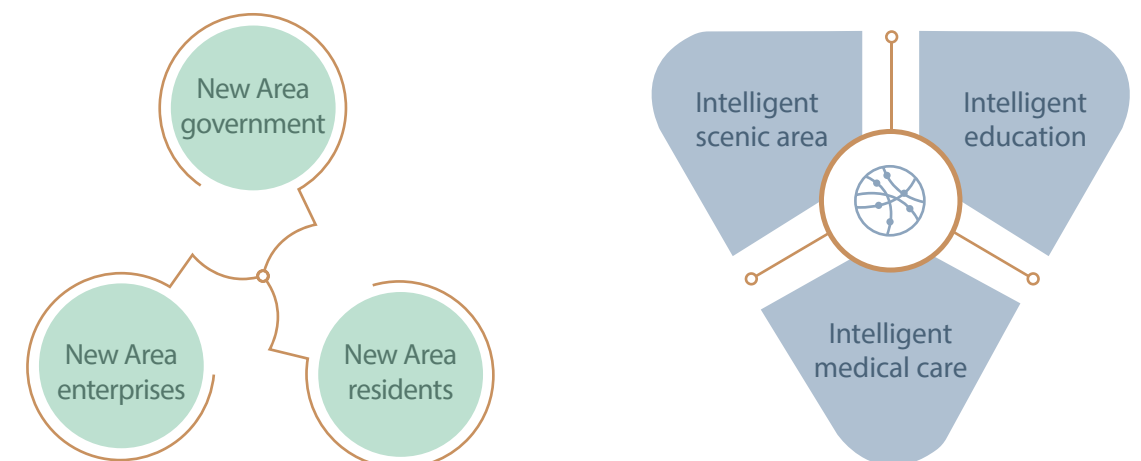 New Area
government
New Area
enterprises
New Area
residents
Intelligent
scenic area
Intelligent
education
Intelligent
medical care